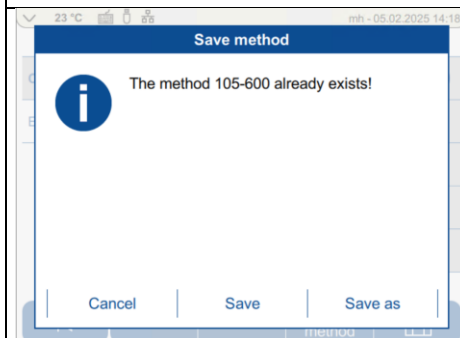 23 °C mh - 05.02.2025 14:18
Save method
The method 105-600 already exists!
Cancel Save Save as
method